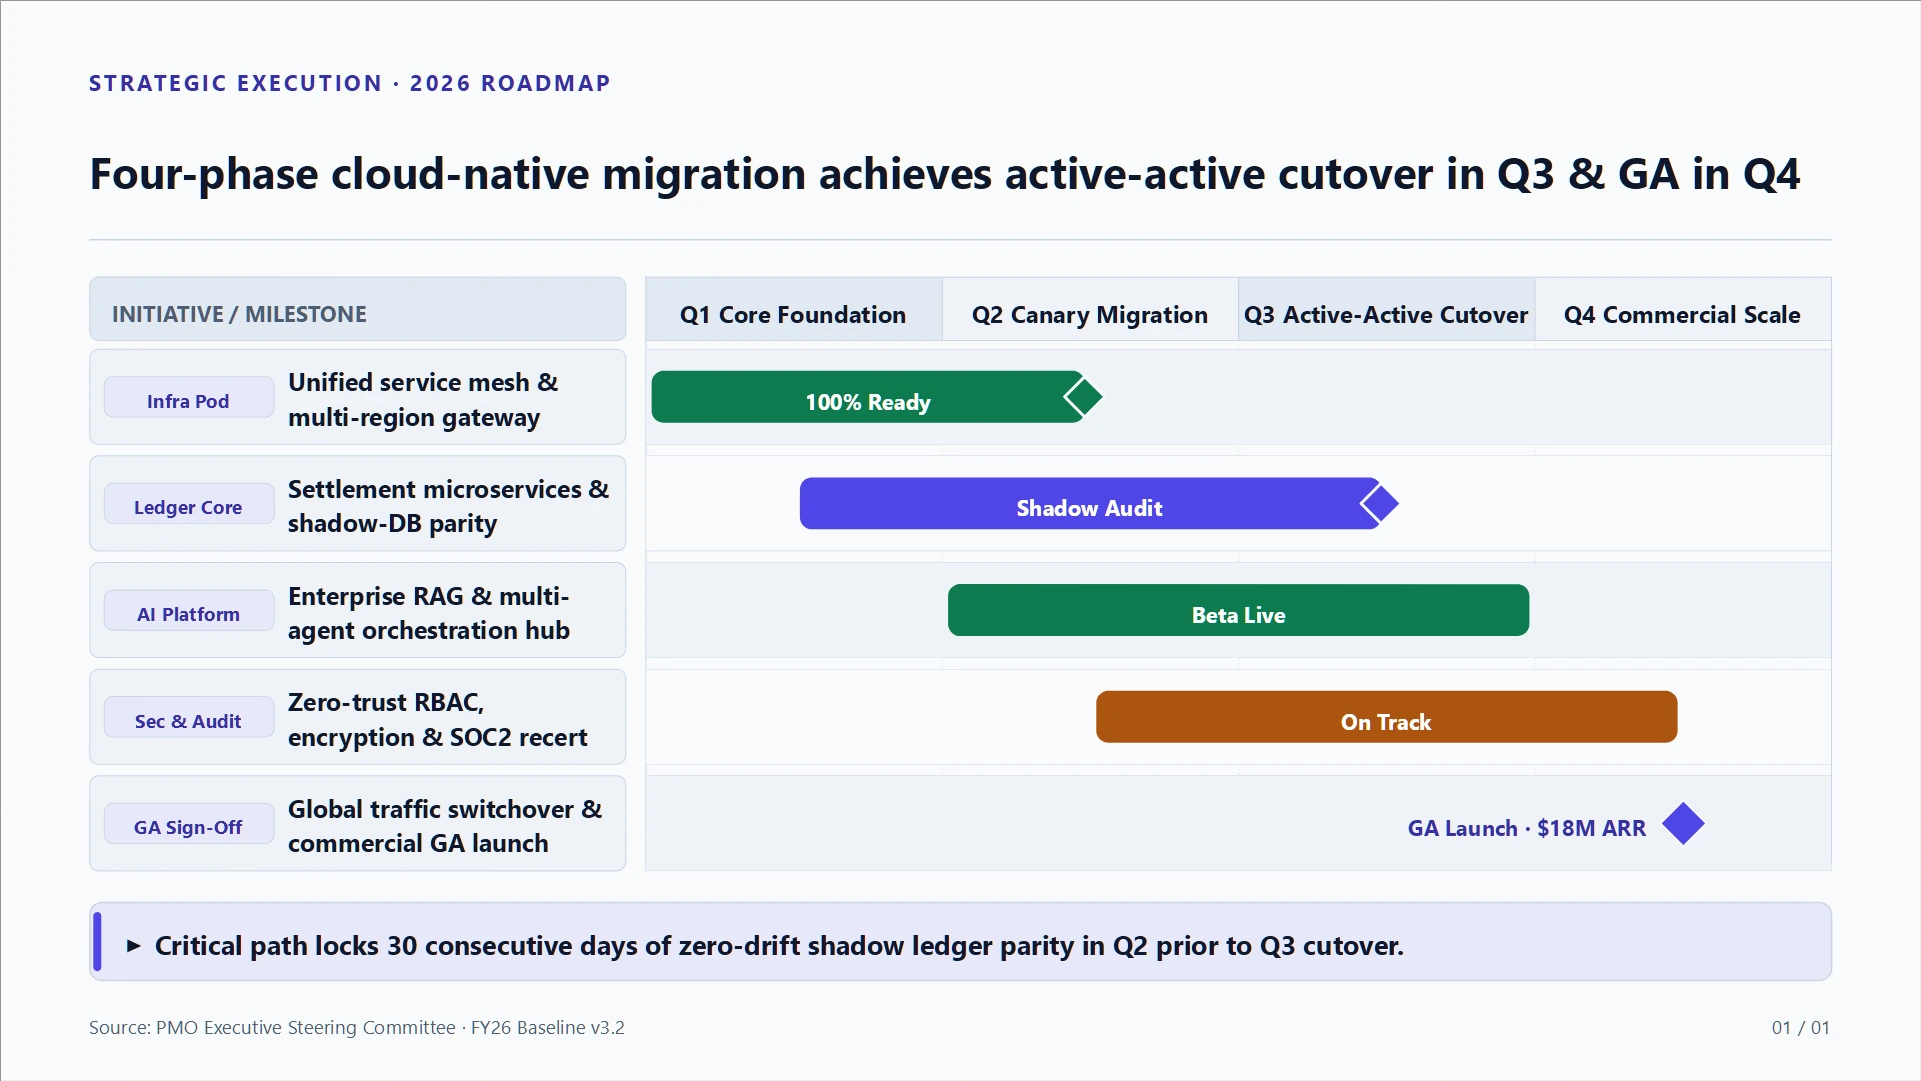 STRATEGIC EXECUTION · 2026 ROADMAP
Four-phase cloud-native migration achieves active-active cutover in Q3 & GA in Q4
INITIATIVE / MILESTONE
Q1 Core Foundation
Q2 Canary Migration
Q3 Active-Active Cutover
Q4 Commercial Scale
Infra Pod
Unified service mesh &
multi-region gateway
100% Ready
Ledger Core
Settlement microservices &
shadow-DB parity
Shadow Audit
AI Platform
Enterprise RAG & multi-
agent orchestration hub
Beta Live
Sec & Audit
Zero-trust RBAC,
encryption & SOC2 recert
On Track
GA Sign-Off
Global traffic switchover &
commercial GA launch
GA Launch · $18M ARR
► Critical path locks 30 consecutive days of zero-drift shadow ledger parity in Q2 prior to Q3 cutover.
Source: PMO Executive Steering Committee · FY26 Baseline v3.2
01 / 01